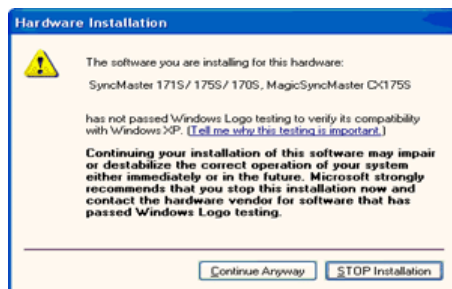 Hardware Installation
The software you are installing for this hardware:
SyncMaster 171S/ 175S/ 170S, MagicSyncMaster CX175S
has not passed Windows Logo testing to verify its compatibility
with Windows XP. (Tell me why this testing is important.)
Continuing your installation of this software may impair
or destabilize the correct operation of your system
either immediately or in the future. Microsoft strongly
recommends that you stop this installation now and
contact the hardware vendor for software that has
passed Windows Logo testing.
Continue Anyway
STOP Installation